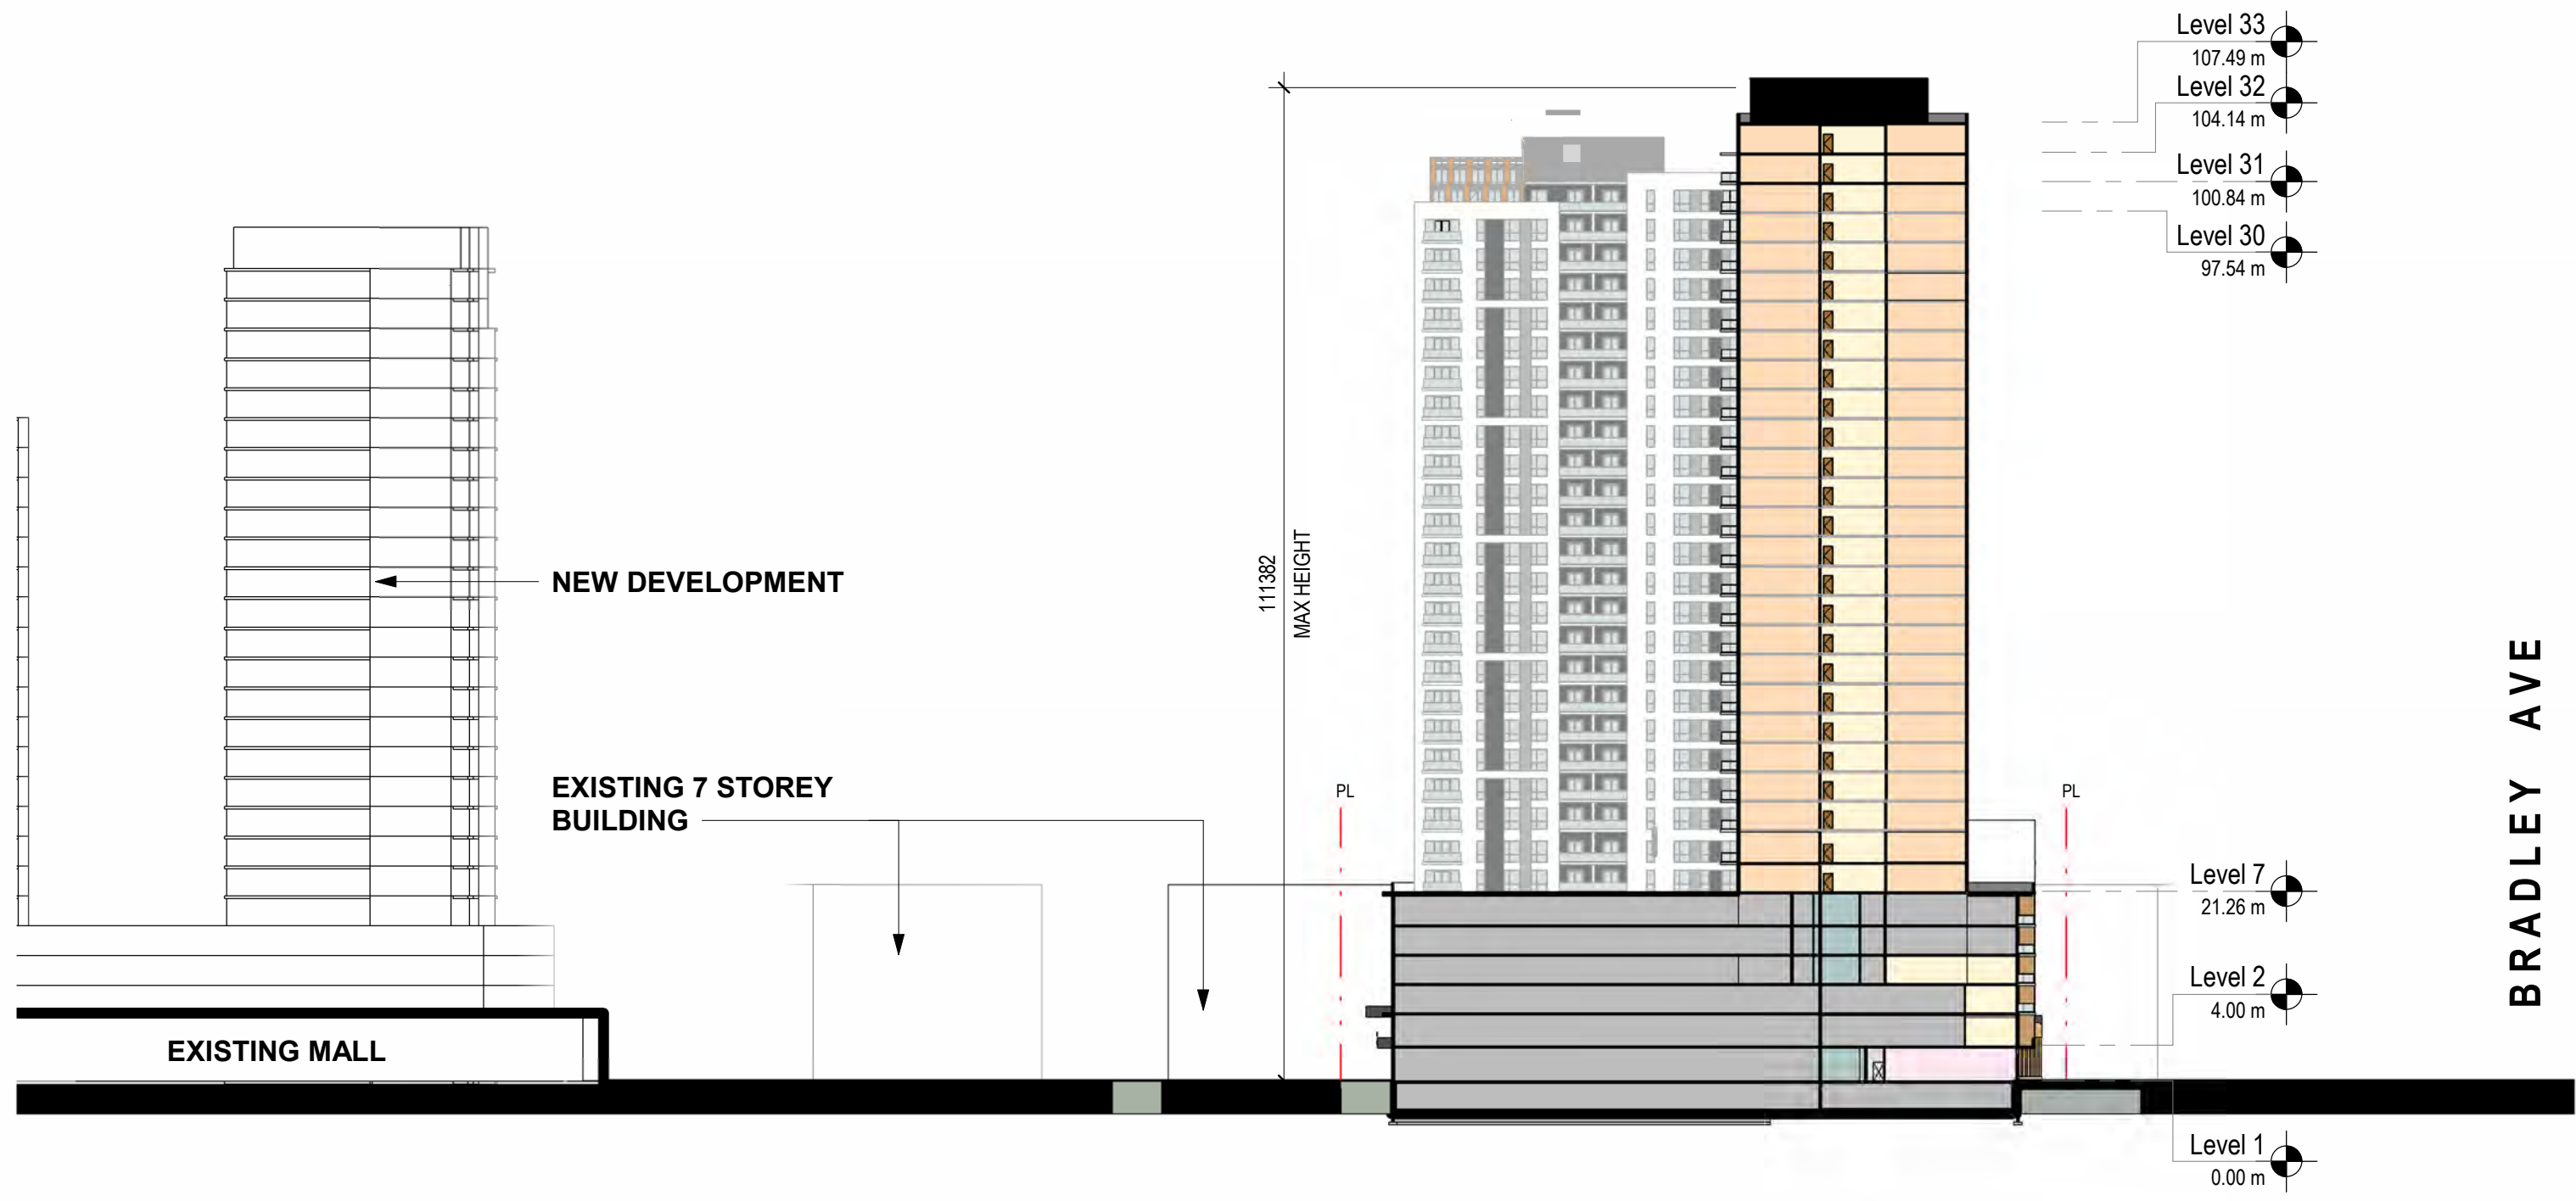 Level 33
107.49 m
Level 32
104.14 m
Level 31
100.84 m
Level 30
97.54 m
111382
MAX HEIGHT
NEW DEVELOPMENT
EXISTING 7 STOREY
BUILDING
PL
PL
BRADLEY AVE
Level 7
21.26 m
Level 2
4.00 m
EXISTING MALL
Level 1
0.00 m